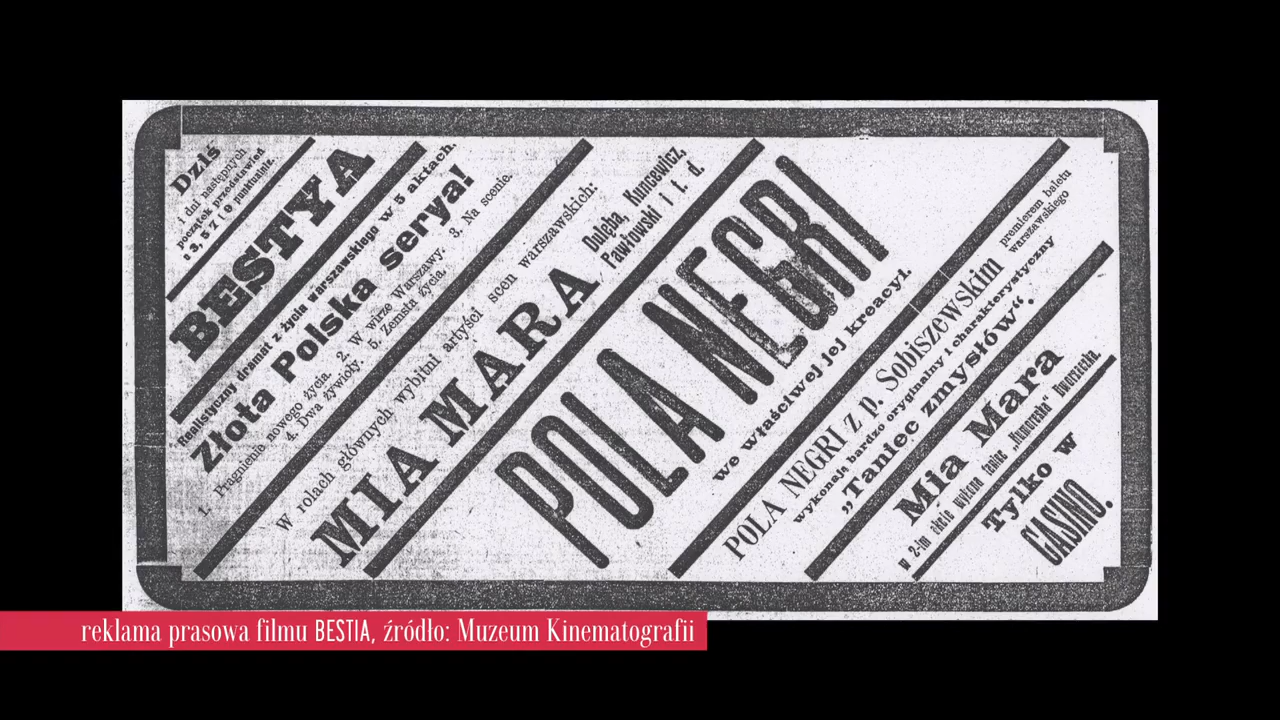 Dziś
i dni następnych
początek przedstawień
o 3, 5 7 i 9 punktualnie.
BESTYA
Realistyczny dramat z życia warszawskiego w 5 aktach.
Złota Polska serya!
1. Pragnienie nowego życia. 2. W wirze Warszawy. 3. Na scenie.
4. Dwa żywioły. 5. Zemsta życia.
W rolach głównych wybitni artyści scen warszawskich:
MIA MARA
Dolęba, Kuncewicz,
Pawłowski i t. d.
POLA NEGRI
we właściwej jej kreacyi.
POLA NEGRI z p. Sobiszewskim premierem baletu warszawskiego
wykonają bardzo oryginalny i charakterystyczny
„Taniec zmysłów“.
Mia Mara
w 2-im akcie wykona taniec Dworzecka.
Tylko w
CASINO.
reklama prasowa filmu BESTIA, źródło: Muzeum Kinematografii